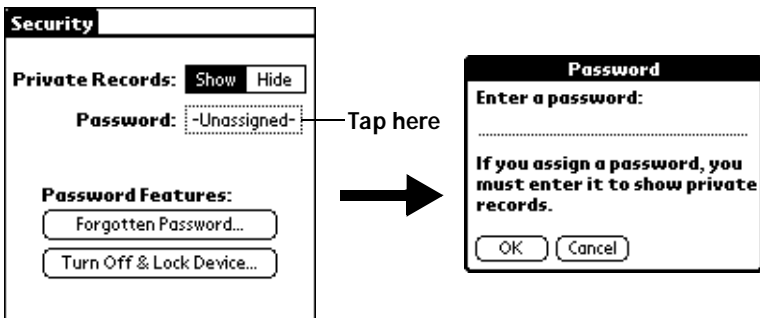 Security
Private Records: Show Hide
Password: -Unassigned-
Tap here
Password Features:
Forgotten Password...
Turn Off & Lock Device...
Password
Enter a password:
If you assign a password, you
must enter it to show private
records.
OK Cancel